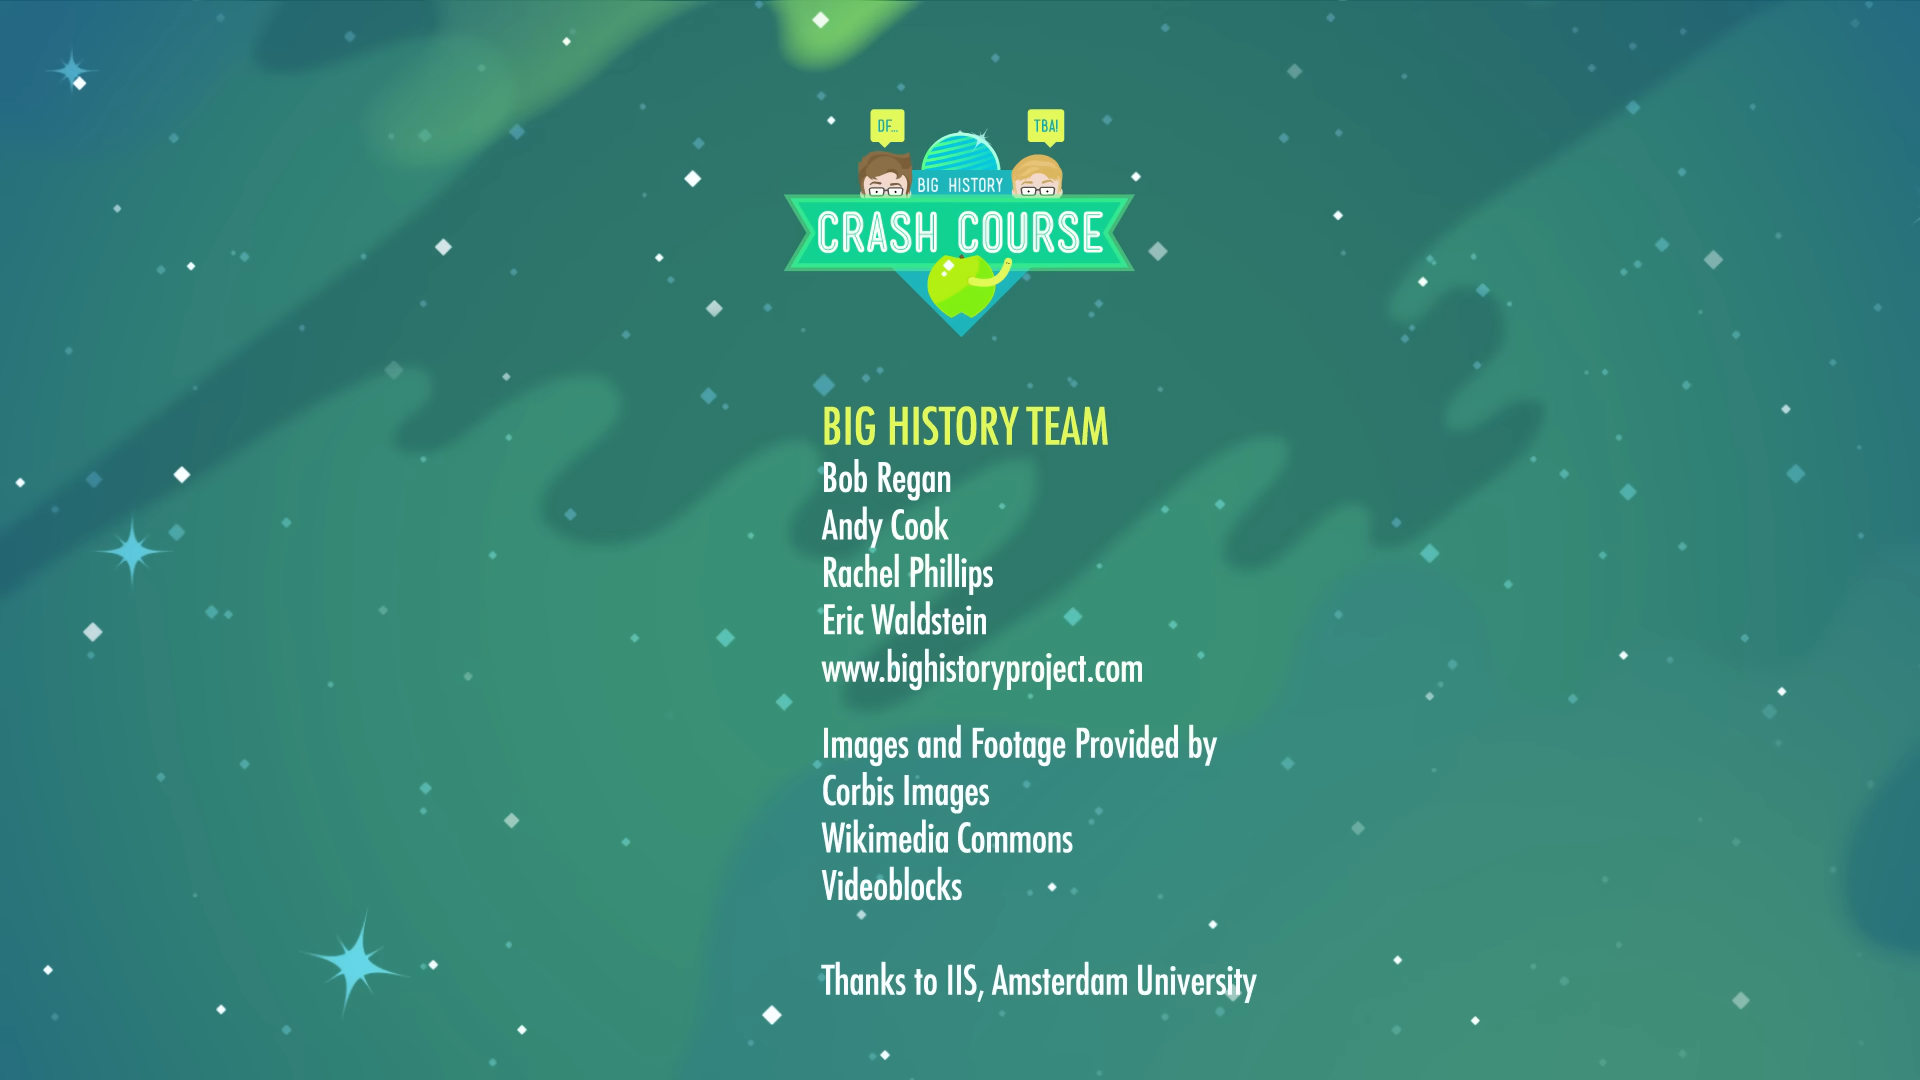 DF...
TBA!
BIG HISTORY
CRASH COURSE
BIG HISTORY TEAM
Bob Regan
Andy Cook
Rachel Phillips
Eric Waldstein
www.bighistoryproject.com
Images and Footage Provided by
Corbis Images
Wikimedia Commons
Videoblocks
Thanks to IIS, Amsterdam University